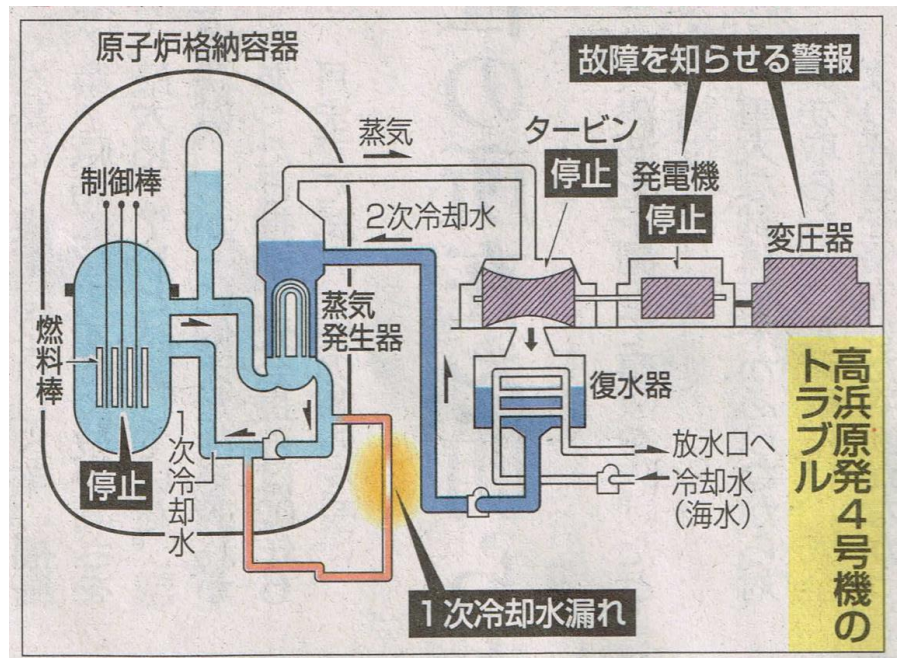 原子炉格納容器
故障を知らせる警報
蒸気
タービン
停止
発電機
停止
変圧器
制御棒
2次冷却水
蒸気
発生器
燃料棒
復水器
停止
1次冷却水
放水口へ
冷却水
(海水)
1次冷却水漏れ
高浜原発4号機の
トラブル